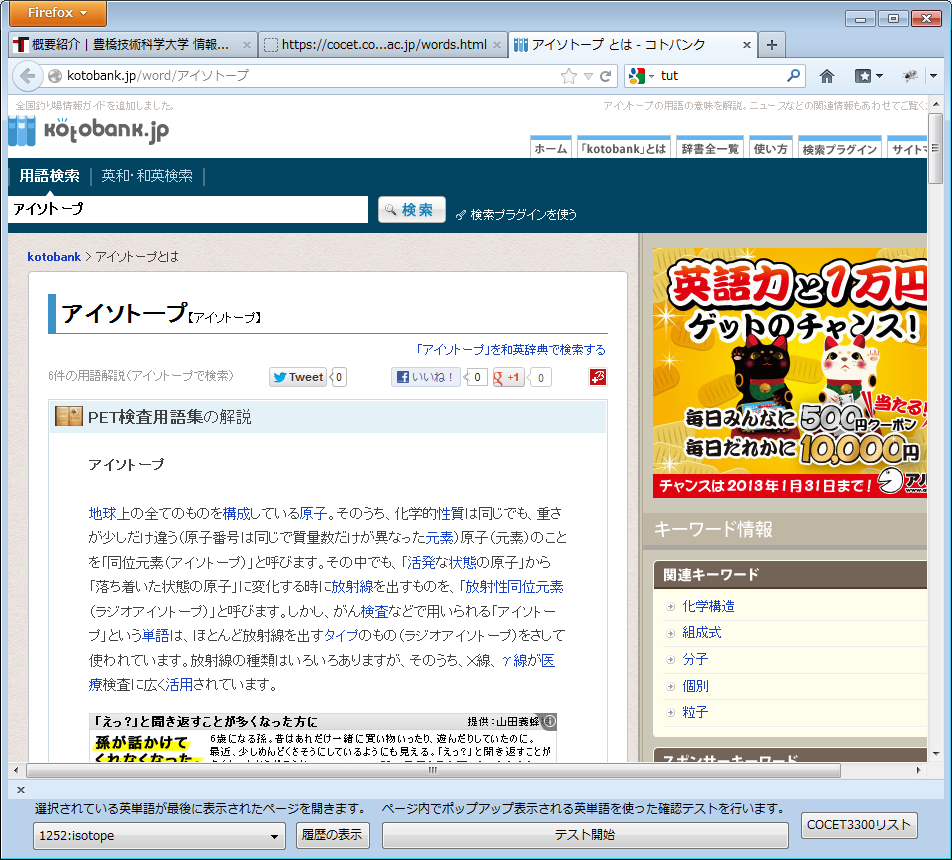 Firefox
概要紹介 | 豊橋技術科学大学 情報...
https://cocet.co...ac.jp/words.html
アイソトープ とは - コトバンク
kotobank.jp/word/アイソトープ
tut
全国釣り場情報ガイドを追加しました。
アイソトープの用語の意味を解説。ニュースなどの関連情報もあわせてご覧く
kotobank.jp
ホーム
「kotobank」とは
辞書全一覧
使い方
検索プラグイン
サイトマ
用語検索
英和・和英検索
アイソトープ
検索
検索プラグインを使う
kotobank > アイソトープとは
アイソトープ【アイソトープ】
「アイソトープ」を和英辞典で検索する
6件の用語解説(アイソトープで検索)
Tweet 0
いいね! 0
+1 0
PET検査用語集の解説
アイソトープ
地球上の全てのものを構成している原子。そのうち、化学的性質は同じでも、重さ
が少しだけ違う(原子番号は同じで質量数だけが異なった元素)原子(元素)のこと
を「同位元素(アイソトープ)」と呼びます。その中でも、「活発な状態の原子」から
「落ち着いた状態の原子」に変化する時に放射線を出すものを、「放射性同位元素
(ラジオアイソトープ)」と呼びます。しかし、がん検査などで用いられる「アイソトー
プ」という単語は、ほとんど放射線を出すタイプのもの(ラジオアイソトープ)をさして
使われています。放射線の種類はいろいろありますが、そのうち、X線、γ線が医
療検査に広く活用されています。
「えっ?」と聞き返すことが多くなった方に
提供:山田養蜂
孫が話かけて
くれなくなった。
6歳になる孫。昔はあれだけ一緒に買い物いったり、遊んだりしていたのに。
最近、少しめんどくさそうにしているようにも見える。「えっ?」と聞き返すことが
英語力と1万円
ゲットのチャンス!
当たる!
毎日みんなに500円クーポン
毎日だれかに10,000円
チャンスは2013年1月31日まで!
アル
キーワード情報
関連キーワード
化学構造
組成式
分子
個別
粒子
スポンサーキーワード
選択されている英単語が最後に表示されたページを開きます。
ページ内でポップアップ表示される英単語を使った確認テストを行います。
1252:isotope
履歴の表示
テスト開始
COCET3300リスト